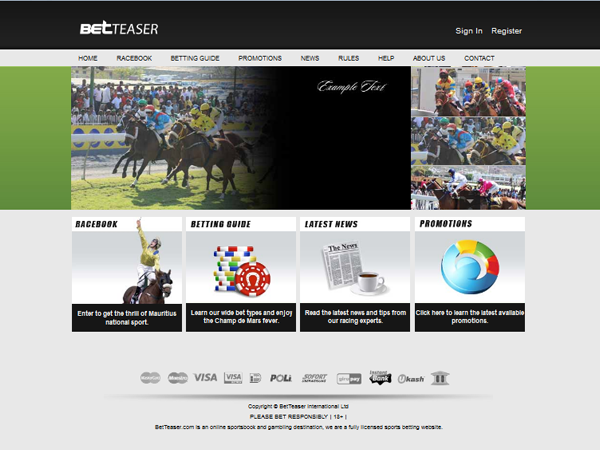 BETTEASER
Sign In Register
HOME RACEBOOK BETTING GUIDE PROMOTIONS NEWS RULES HELP ABOUT US CONTACT
Example Text
RACEBOOK
Enter to get the thrill of Mauritius
national sport.
BETTING GUIDE
Learn our wide bet types and enjoy
the Champ de Mars fever.
LATEST NEWS
The News
Read the latest news and tips from
our racing experts.
PROMOTIONS
Click here to learn the latest available
promotions.
VISA VISA POLi SOFORT giropay Instant Bank Ukash
Copyright © BetTeaser International Ltd
PLEASE BET RESPONSIBLY | 18+ |
BetTeaser.com is an online sportsbook and gambling destination, we are a fully licensed sports betting website.